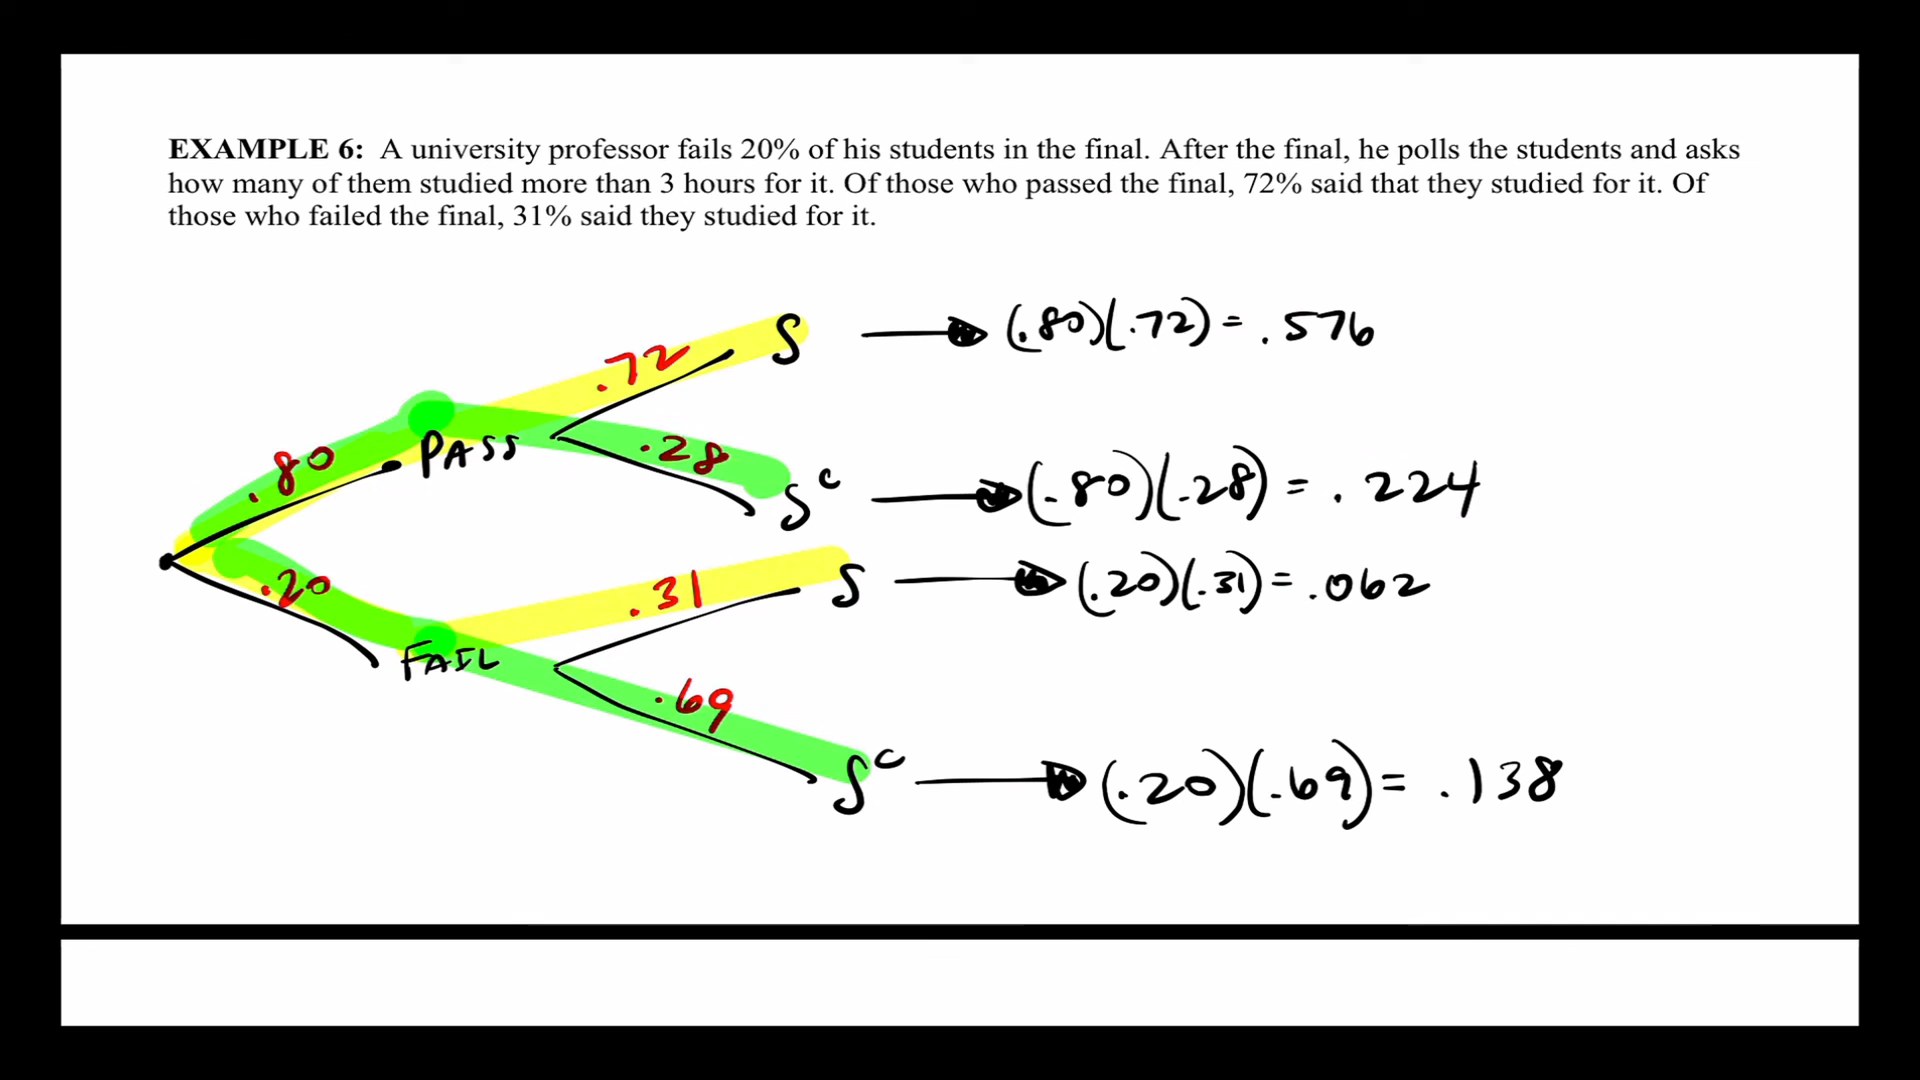 EXAMPLE 6: A university professor fails 20% of his students in the final. After the final, he polls the students and asks
how many of them studied more than 3 hours for it. Of those who passed the final, 72% said that they studied for it. Of
those who failed the final, 31% said they studied for it.
.72 S (.80)(.72) = .576
.80 PASS
.28 Sᶜ (.80)(.28) = .224
.20 .31 S (.20)(.31) = .062
FAIL
.69
Sᶜ (.20)(.69) = .138